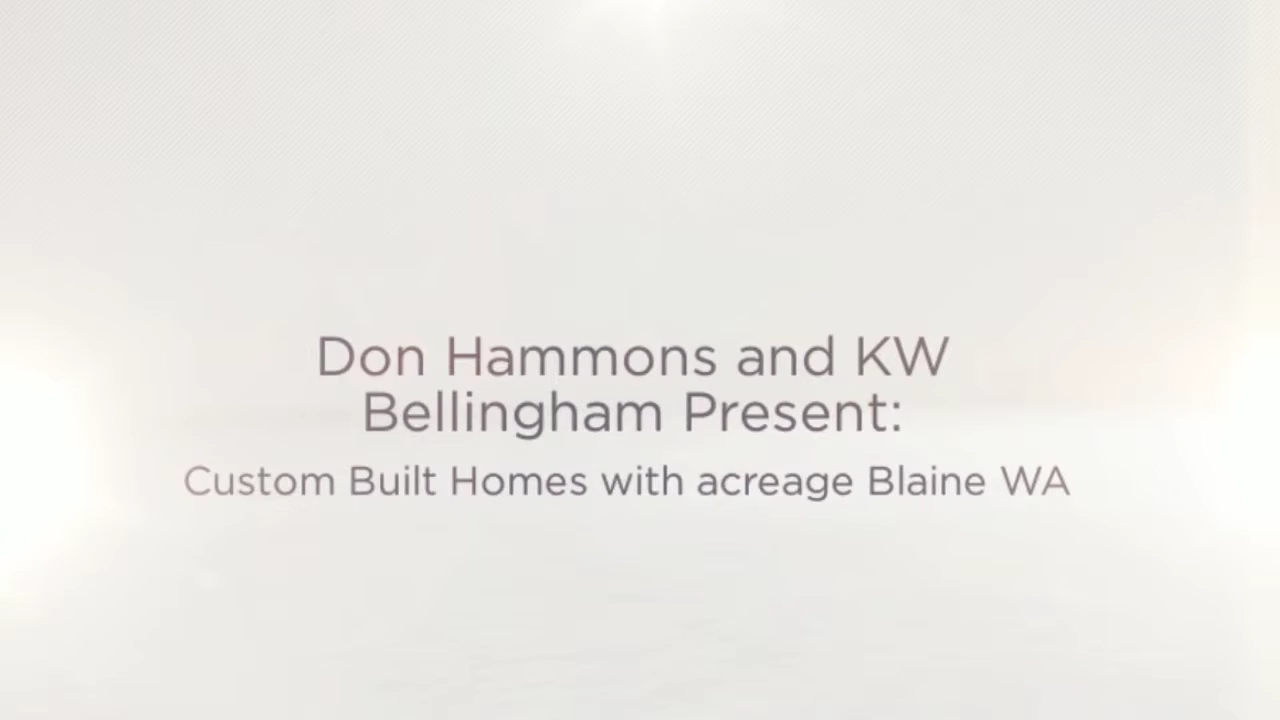 Don Hammons and KW
Bellingham Present:
Custom Built Homes with acreage Blaine WA